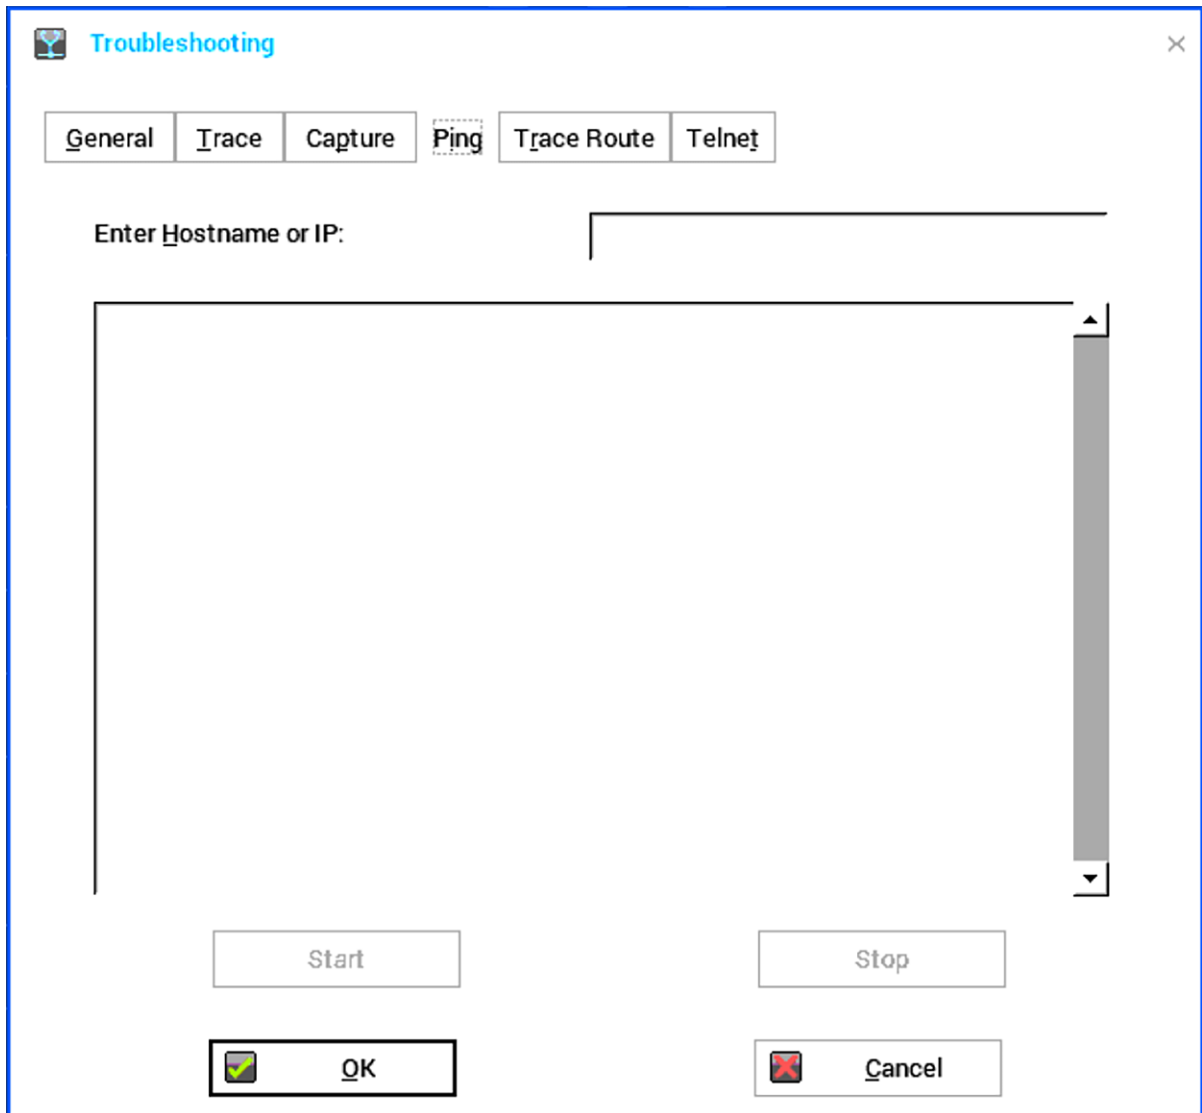 Troubleshooting
General Trace Capture Ping Trace Route Telnet
Enter Hostname or IP:
Start Stop
OK Cancel